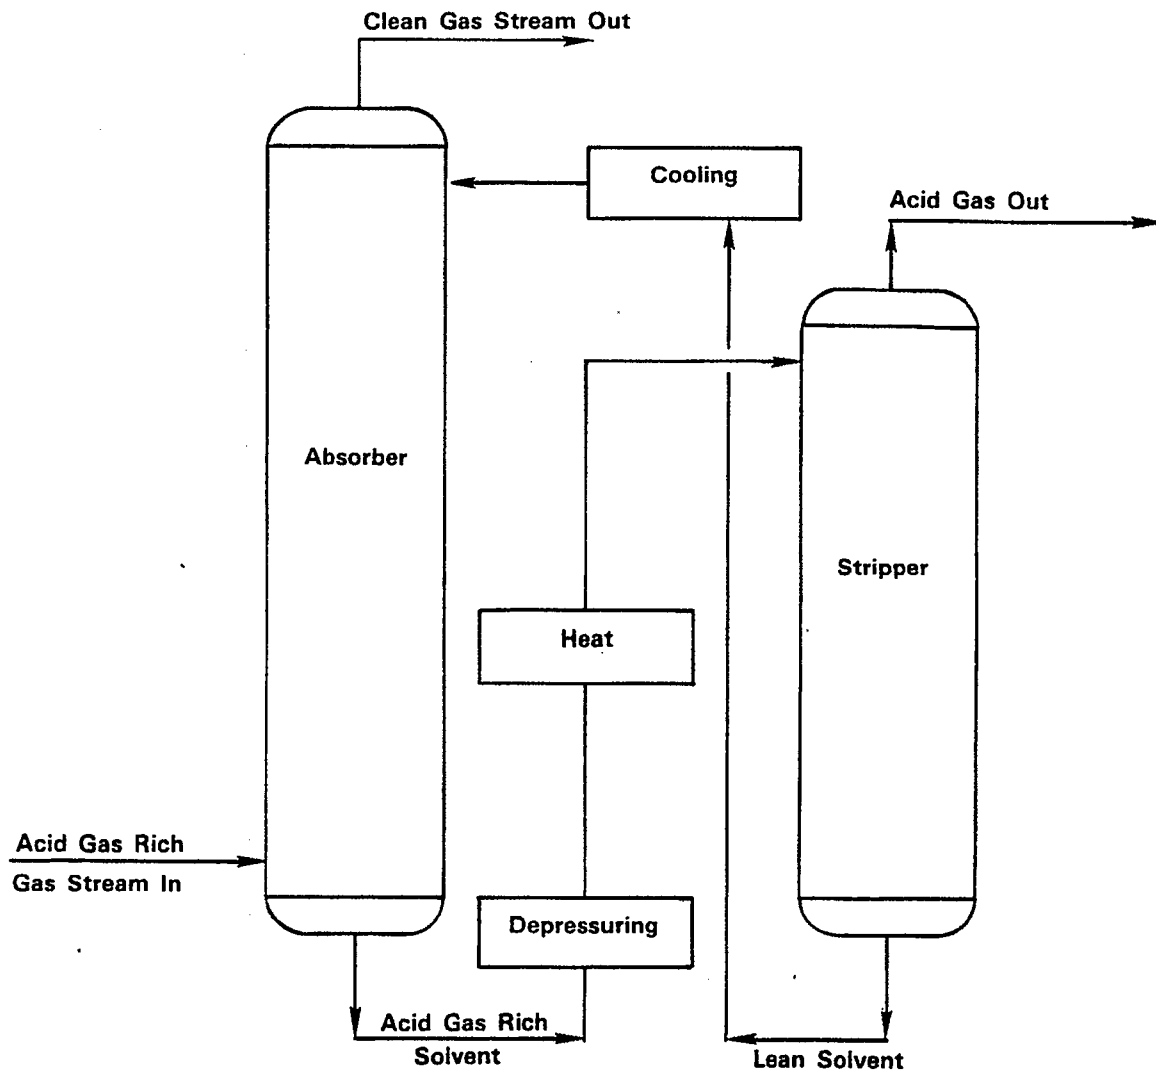 Clean Gas Stream Out
Cooling
Acid Gas Out
Absorber
Stripper
Heat
Acid Gas Rich
Gas Stream In
Depressuring
Acid Gas Rich
Solvent
Lean Solvent